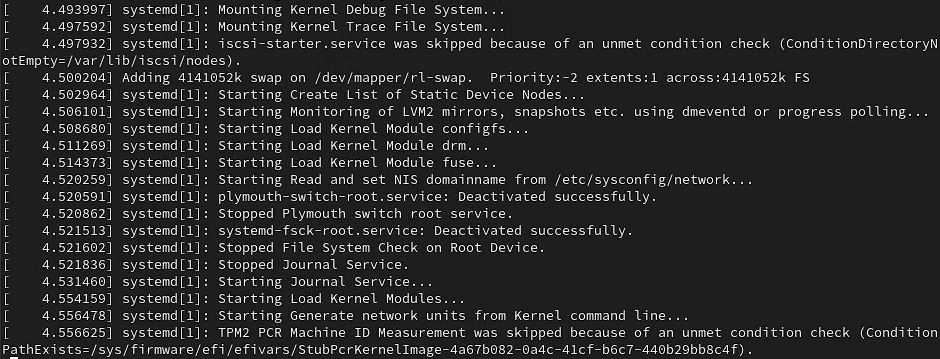 [    4.493997] systemd[1]: Mounting Kernel Debug File System...
[    4.497592] systemd[1]: Mounting Kernel Trace File System...
[    4.497932] systemd[1]: iscsi-starter.service was skipped because of an unmet condition check (ConditionDirectoryN
otEmpty=/var/lib/iscsi/nodes).
[    4.500204] Adding 4141052k swap on /dev/mapper/rl-swap.  Priority:-2 extents:1 across:4141052k FS
[    4.502964] systemd[1]: Starting Create List of Static Device Nodes...
[    4.506101] systemd[1]: Starting Monitoring of LVM2 mirrors, snapshots etc. using dmeventd or progress polling...
[    4.508680] systemd[1]: Starting Load Kernel Module configfs...
[    4.511269] systemd[1]: Starting Load Kernel Module drm...
[    4.514373] systemd[1]: Starting Load Kernel Module fuse...
[    4.520259] systemd[1]: Starting Read and set NIS domainname from /etc/sysconfig/network...
[    4.520591] systemd[1]: plymouth-switch-root.service: Deactivated successfully.
[    4.520862] systemd[1]: Stopped Plymouth switch root service.
[    4.521513] systemd[1]: systemd-fsck-root.service: Deactivated successfully.
[    4.521602] systemd[1]: Stopped File System Check on Root Device.
[    4.521836] systemd[1]: Stopped Journal Service.
[    4.531460] systemd[1]: Starting Journal Service...
[    4.554159] systemd[1]: Starting Load Kernel Modules...
[    4.556478] systemd[1]: Starting Generate network units from Kernel command line...
[    4.556625] systemd[1]: TPM2 PCR Machine ID Measurement was skipped because of an unmet condition check (Condition
PathExists=/sys/firmware/efi/efivars/StubPcrKernelImage-4a67b082-0a4c-41cf-b6c7-440b29bb8c4f).